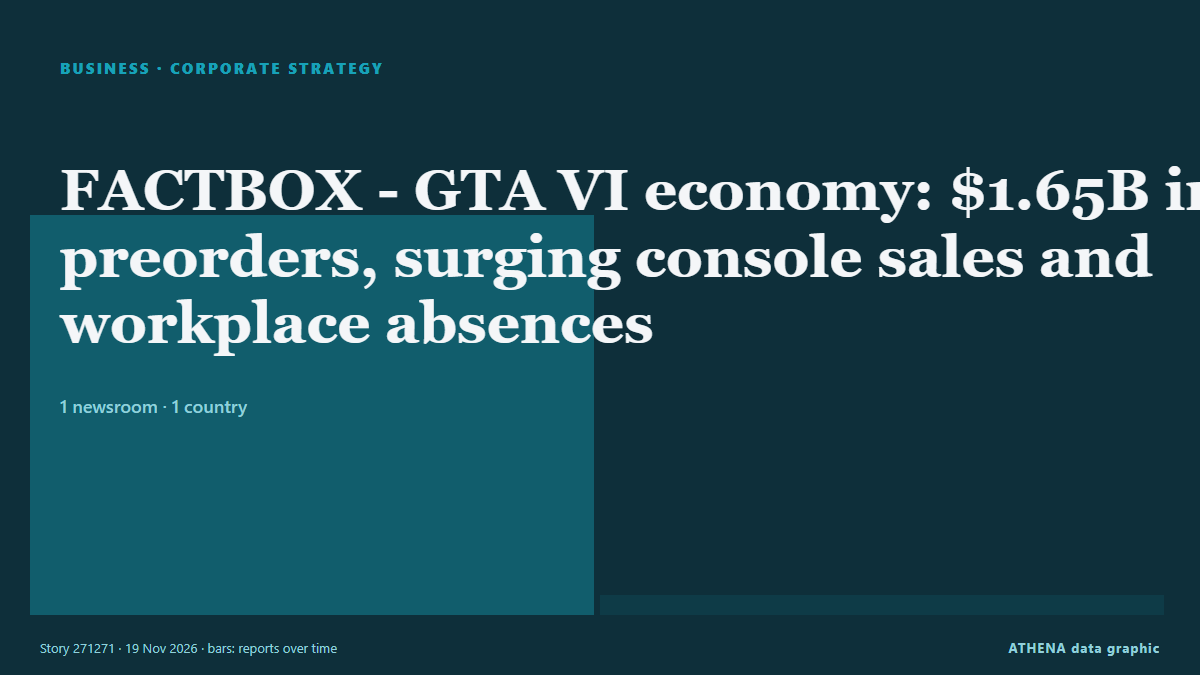 BUSINESS · CORPORATE STRATEGY
FACTBOX - GTA VI economy: $1.65B in
preorders, surging console sales and
workplace absences
1 newsroom · 1 country
Story 271271 · 19 Nov 2026 · bars: reports over time
ATHENA data graphic